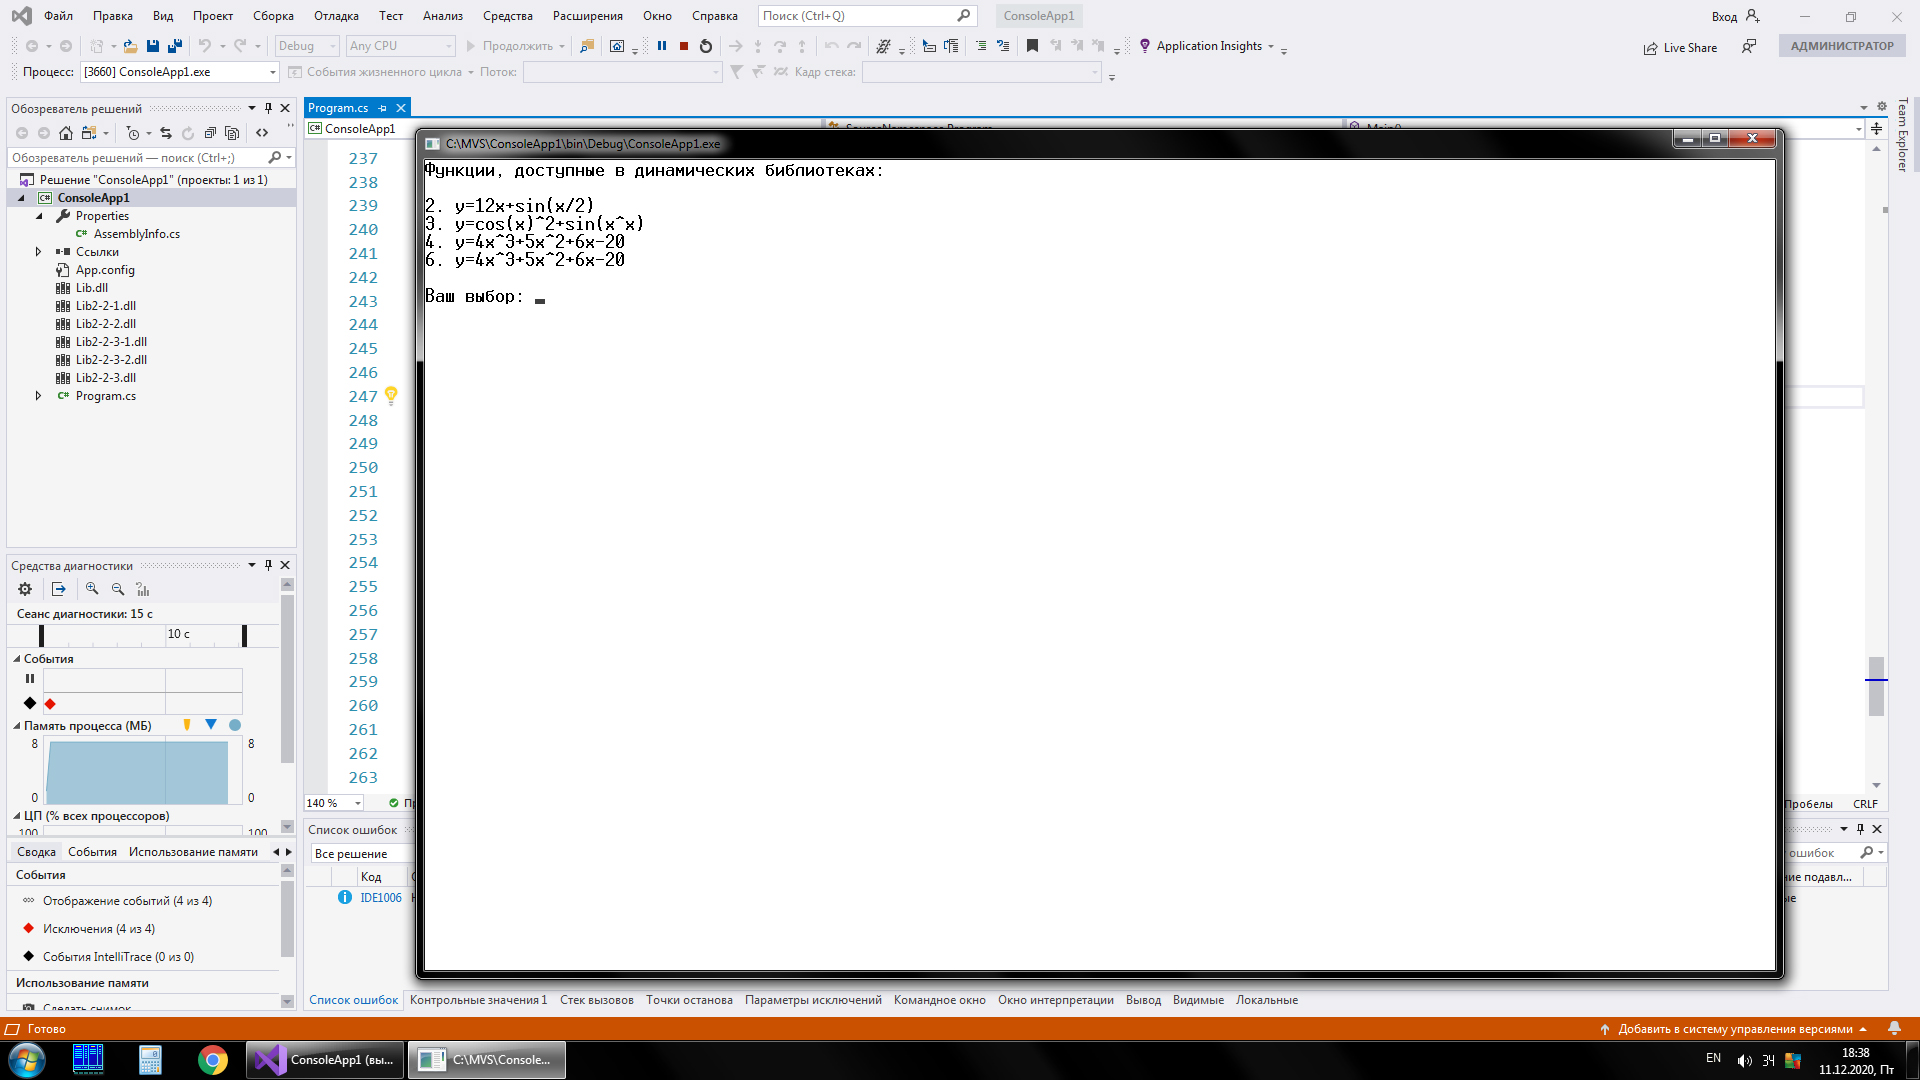 Файл Правка Вид Проект Сборка Отладка Тест Анализ Средства Расширения Окно Справка Поиск (Ctrl+Q) ConsoleApp1 Вход
Debug Any CPU Продолжить Application Insights Live Share АДМИНИСТРАТОР
Процесс: [3660] ConsoleApp1.exe События жизненного цикла Поток: Кадр стека:
Обозреватель решений
Обозреватель решений — поиск (Ctrl+;)
Решение "ConsoleApp1" (проекты: 1 из 1)
ConsoleApp1
Properties
AssemblyInfo.cs
Ссылки
App.config
Lib.dll
Lib2-2-1.dll
Lib2-2-2.dll
Lib2-2-3-1.dll
Lib2-2-3-2.dll
Lib2-2-3.dll
Program.cs
Средства диагностики
Сеанс диагностики: 15 с
10 с
События
Память процесса (МБ)
8 8
0 0
ЦП (% всех процессоров)
100 100
Сводка События Использование памяти
События
Отображение событий (4 из 4)
Исключения (4 из 4)
События IntelliTrace (0 из 0)
Использование памяти
Сделать снимок
Program.cs
ConsoleApp1
237
238
239
240
241
242
243
244
245
246
247
248
249
250
251
252
253
254
255
256
257
258
259
260
261
262
263
C:\MVS\ConsoleApp1\bin\Debug\ConsoleApp1.exe
Функции, доступные в динамических библиотеках:
2. y=12x+sin(x/2)
3. y=cos(x)^2+sin(x^x)
4. y=4x^3+5x^2+6x-20
6. y=4x^3+5x^2+6x-20
Ваш выбор:
Team Explorer
140 %
Пробелы CRLF
Список ошибок
Все решение
ошибок
Код
IDE1006
Список ошибок Контрольные значения 1 Стек вызовов Точки останова Параметры исключений Командное окно Окно интерпретации Вывод Видимые Локальные
Готово Добавить в систему управления версиями
ConsoleApp1 (вы... C:\MVS\Console...
EN 34 18:38
11.12.2020, Пт